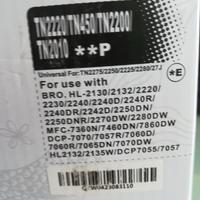 TN2220/TN450/TN2200/
TN2010 **P
Universal For:TN2275/2250/2225/2280/27J
*E
For use with
BRO. HL-2130/2132/2220/
2230/2240/2240D/2240R/
2240DR/2242D/2250DN/
2250DNR/2270DW/2280DW
MFC-7360N/7460DN/7860DW
DCP-7070/7057R/7060D/
7060R/7065DN/7070DW
HL2132/2135W/DCP7055/7057